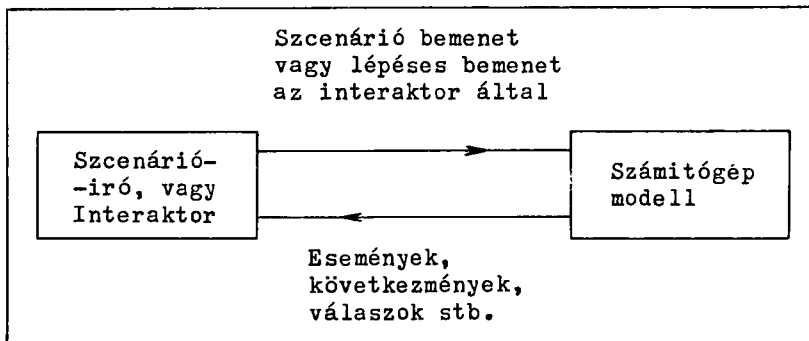 Szcenárió bemenet
vagy lépéses bemenet
az interaktor által
Szcenárió-
-iró, vagy
Interaktor
Számitógép
modell
Események,
következmények,
válaszok stb.